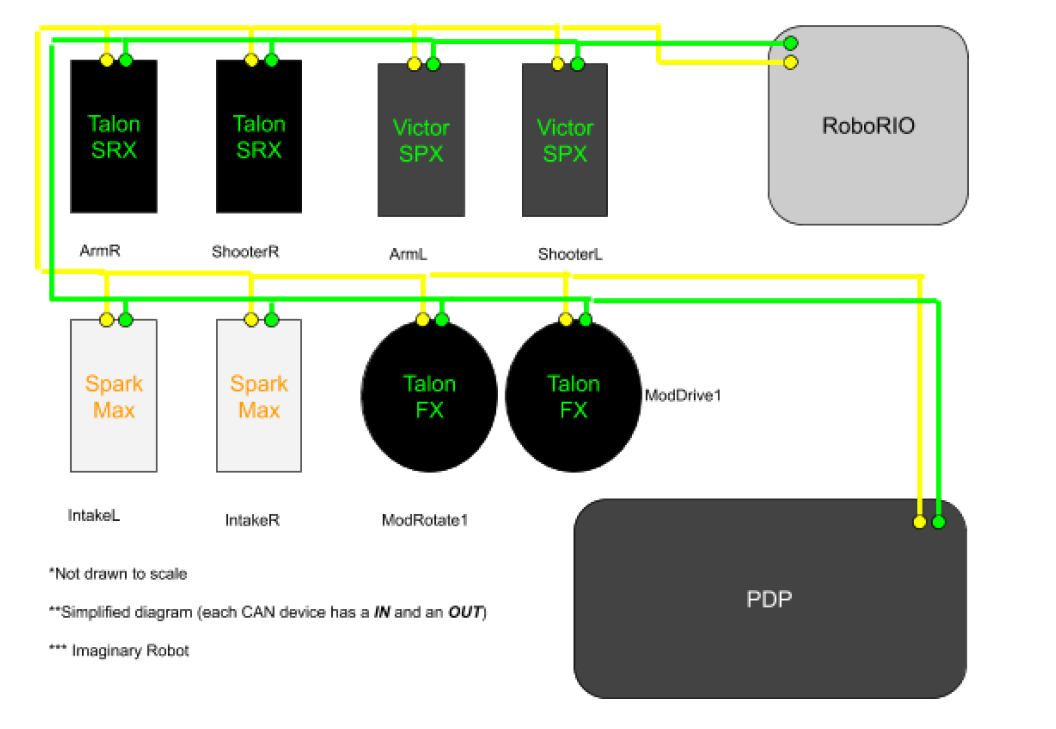 Talon
SRX
Talon
SRX
Victor
SPX
Victor
SPX
RoboRIO
ArmR
ShooterR
ArmL
ShooterL
Spark
Max
Spark
Max
Talon
FX
Talon
FX
ModDrive1
IntakeL
IntakeR
ModRotate1
*Not drawn to scale
**Simplified diagram (each CAN device has a IN and an OUT)
*** Imaginary Robot
PDP